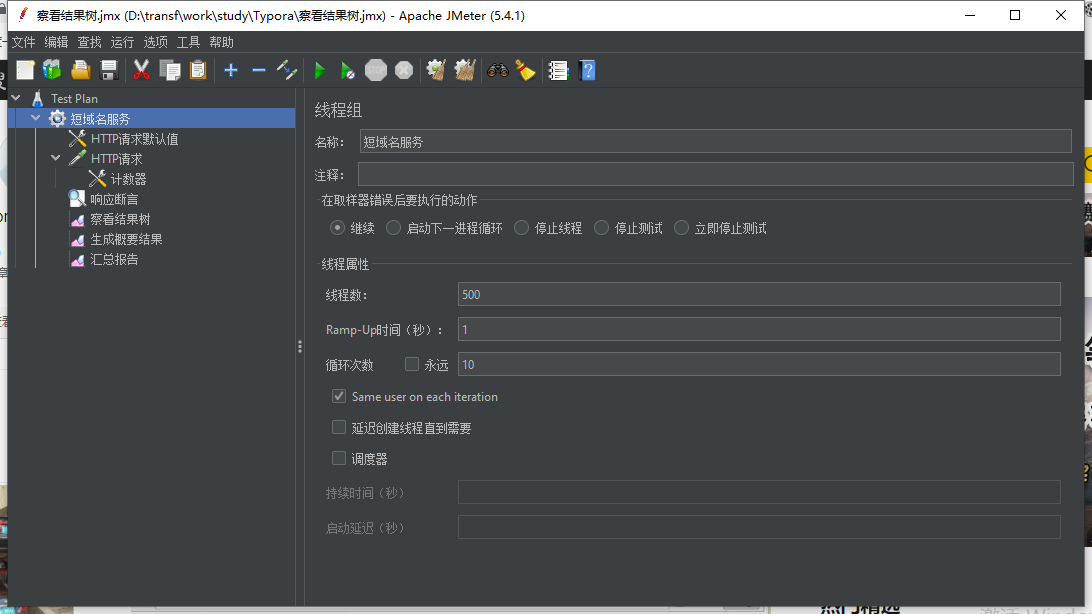 察看结果树.jmx (D:\transf\work\study\Typora\察看结果树.jmx) - Apache JMeter (5.4.1)
文件 编辑 查找 运行 选项 工具 帮助
STOP
Test Plan
短域名服务
HTTP请求默认值
HTTP请求
计数器
响应断言
察看结果树
生成概要结果
汇总报告
线程组
名称： 短域名服务
注释：
在取样器错误后要执行的动作
继续 启动下一进程循环 停止线程 停止测试 立即停止测试
线程属性
线程数： 500
Ramp-Up时间（秒）： 1
循环次数 永远 10
Same user on each iteration
延迟创建线程直到需要
调度器
持续时间（秒）
启动延迟（秒）